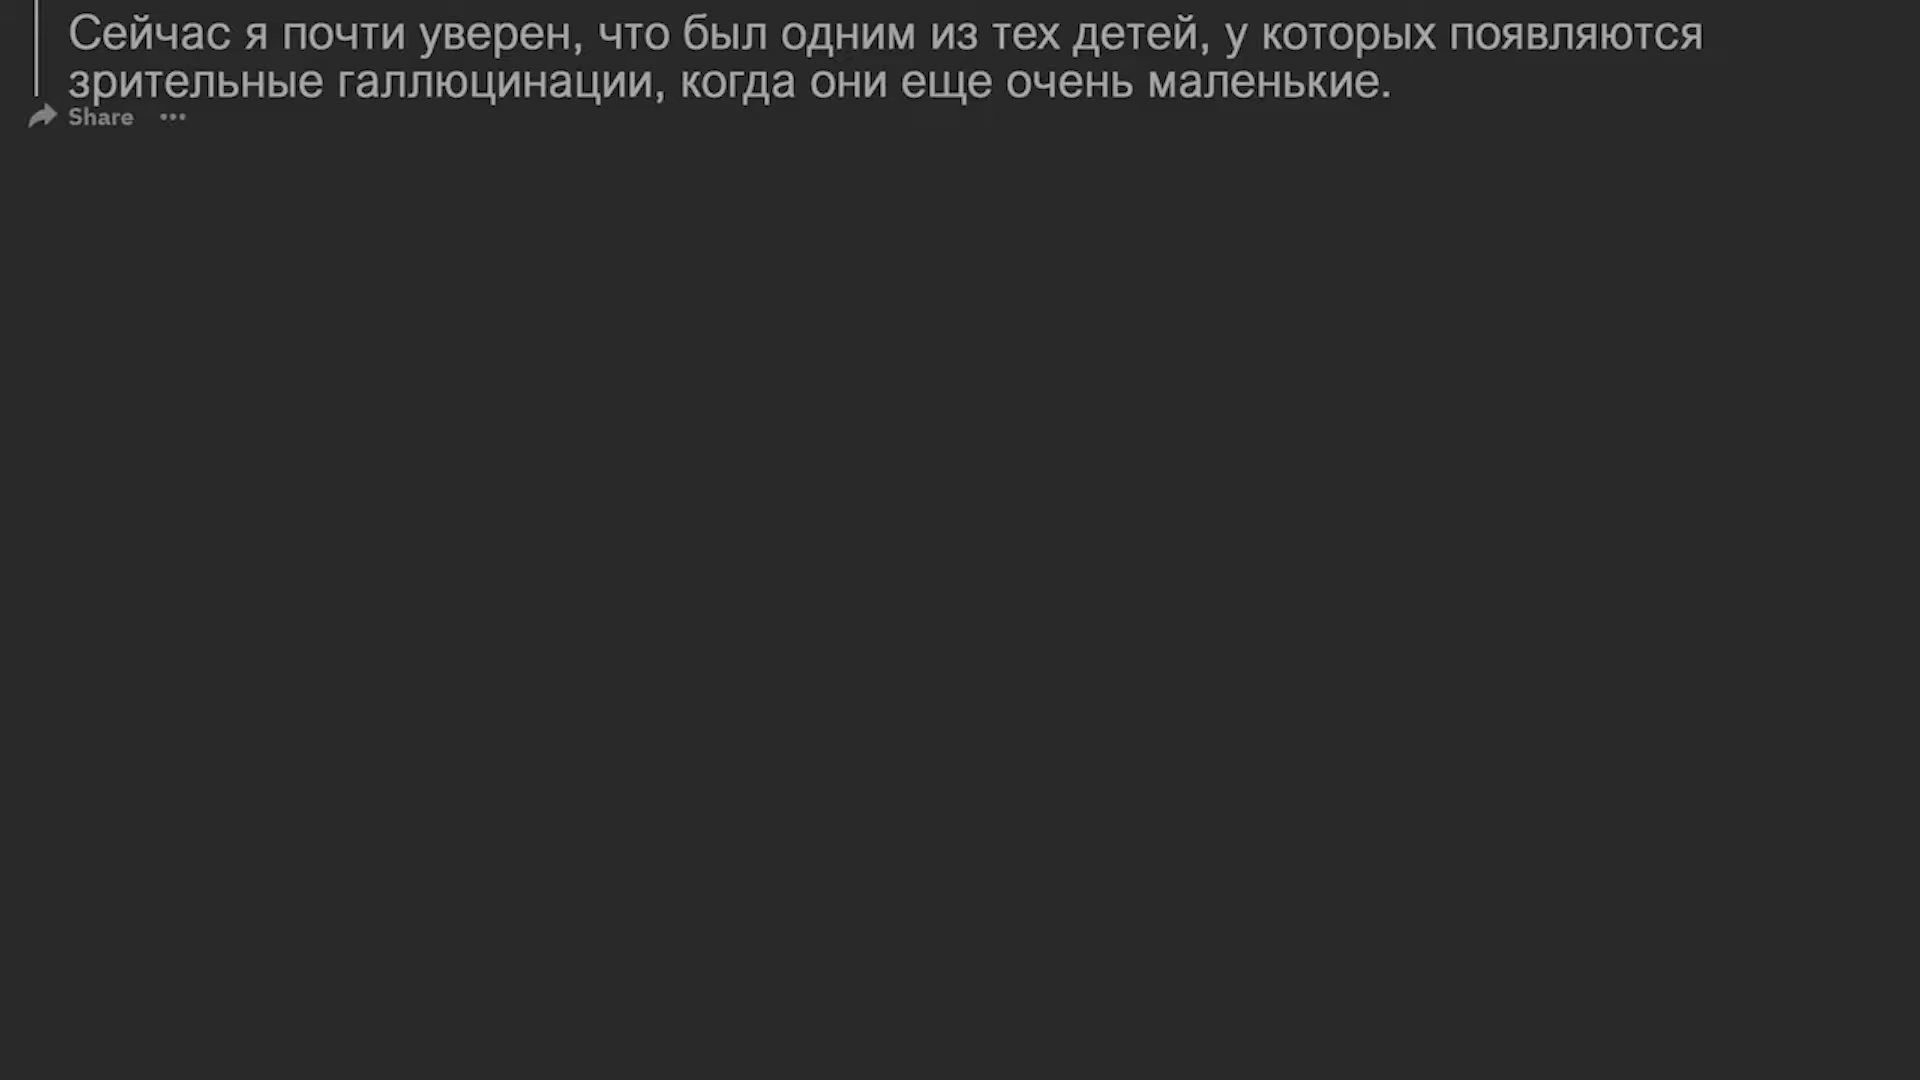 Сейчас я почти уверен, что был одним из тех детей, у которых появляются
зрительные галлюцинации, когда они еще очень маленькие.
Share •••